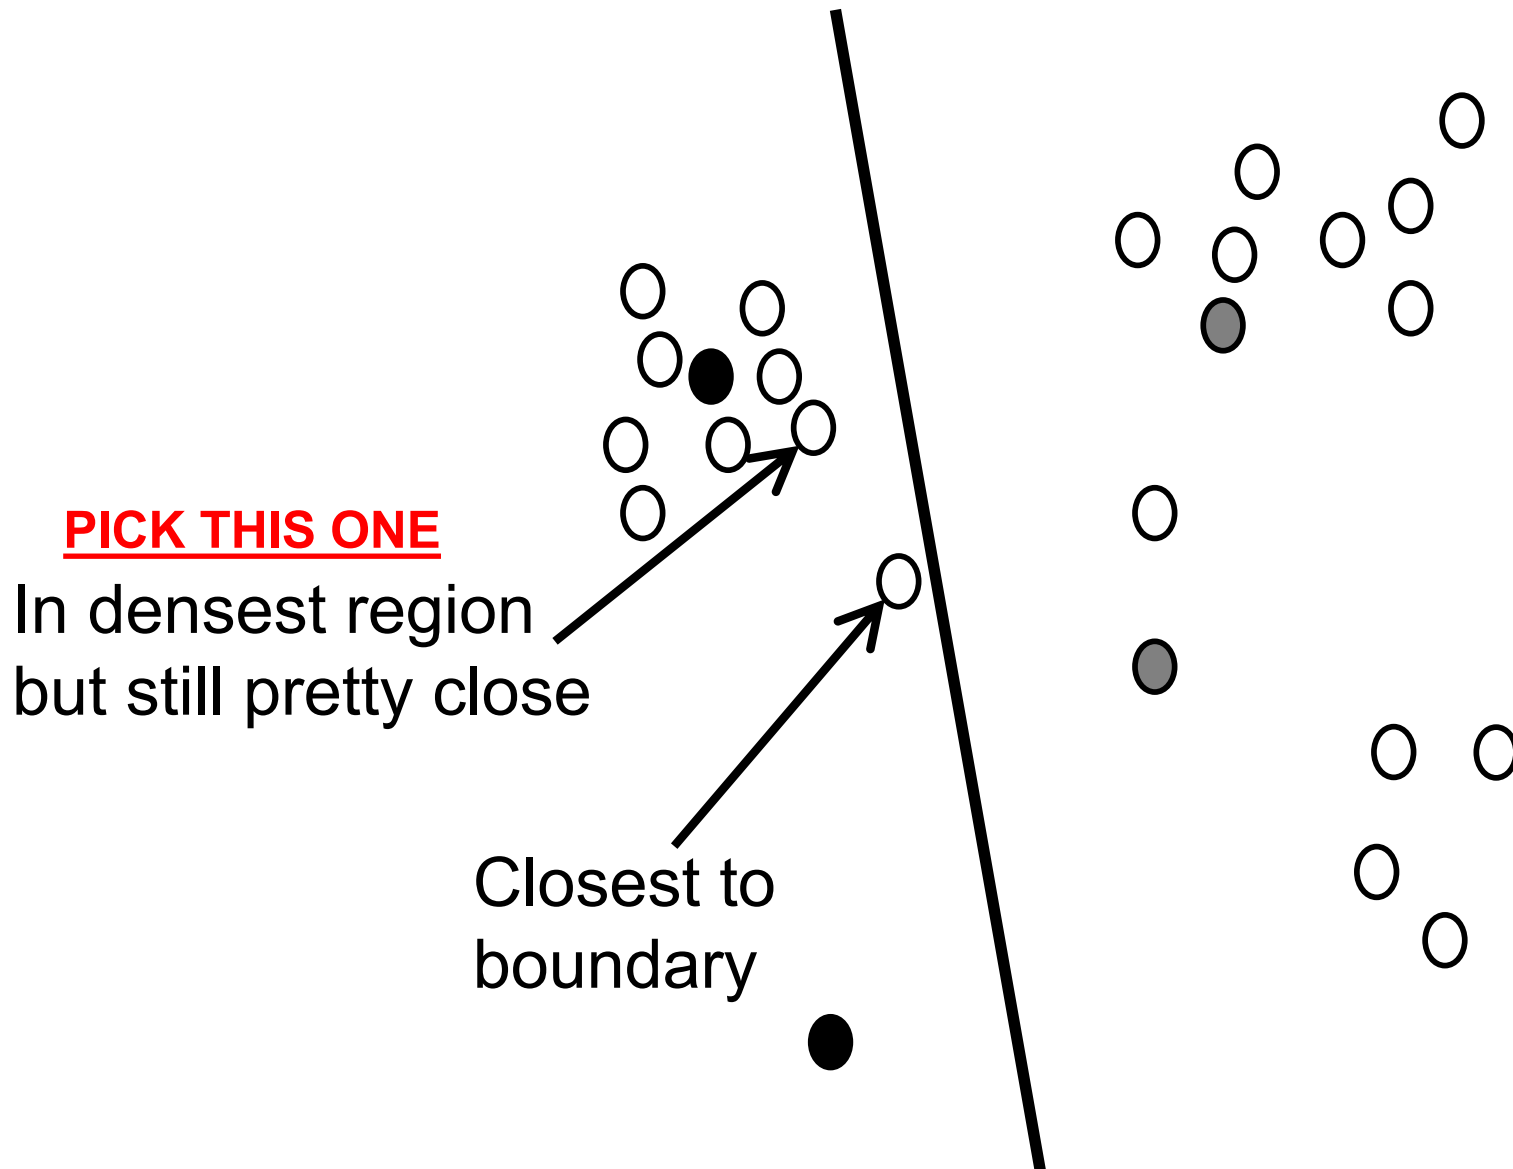 PICK THIS ONE
In densest region
but still pretty close
Closest to
boundary